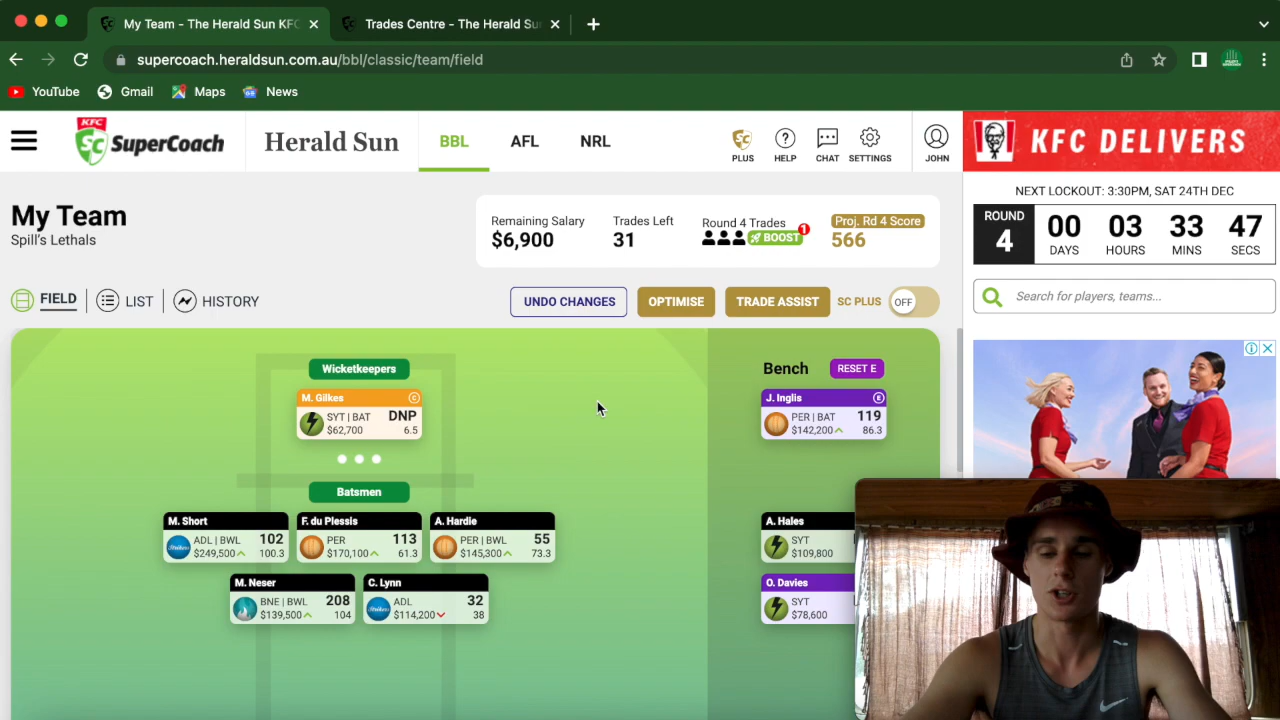 My Team - The Herald Sun KFC
Trades Centre - The Herald Su
supercoach.heraldsun.com.au/bbl/classic/team/field
YouTube
Gmail
Maps
News
KFC
SC SuperCoach
Herald Sun
BBL
AFL
NRL
SC
PLUS
HELP
CHAT
SETTINGS
JOHN
KFC DELIVERS
My Team
Spill's Lethals
Remaining Salary
$6,900
Trades Left
31
Round 4 Trades
BOOST
1
Proj. Rd 4 Score
566
NEXT LOCKOUT: 3:30PM, SAT 24TH DEC
ROUND
4
00
DAYS
03
HOURS
33
MINS
47
SECS
FIELD
LIST
HISTORY
UNDO CHANGES
OPTIMISE
TRADE ASSIST
SC PLUS
OFF
Search for players, teams...
Wicketkeepers
M. Gilkes
C
SYT | BAT
DNP
$62,700
6.5
Bench
RESET E
J. Inglis
E
PER | BAT
119
$142,200
86.3
Batsmen
M. Short
ADL | BWL
102
$249,500
100.3
F. du Plessis
PER
113
$170,100
61.3
A. Hardie
PER | BWL
55
$145,300
73.3
A. Hales
SYT
$109,800
M. Neser
BNE | BWL
208
$139,500
104
C. Lynn
ADL
32
$114,200
38
O. Davies
SYT
$78,600